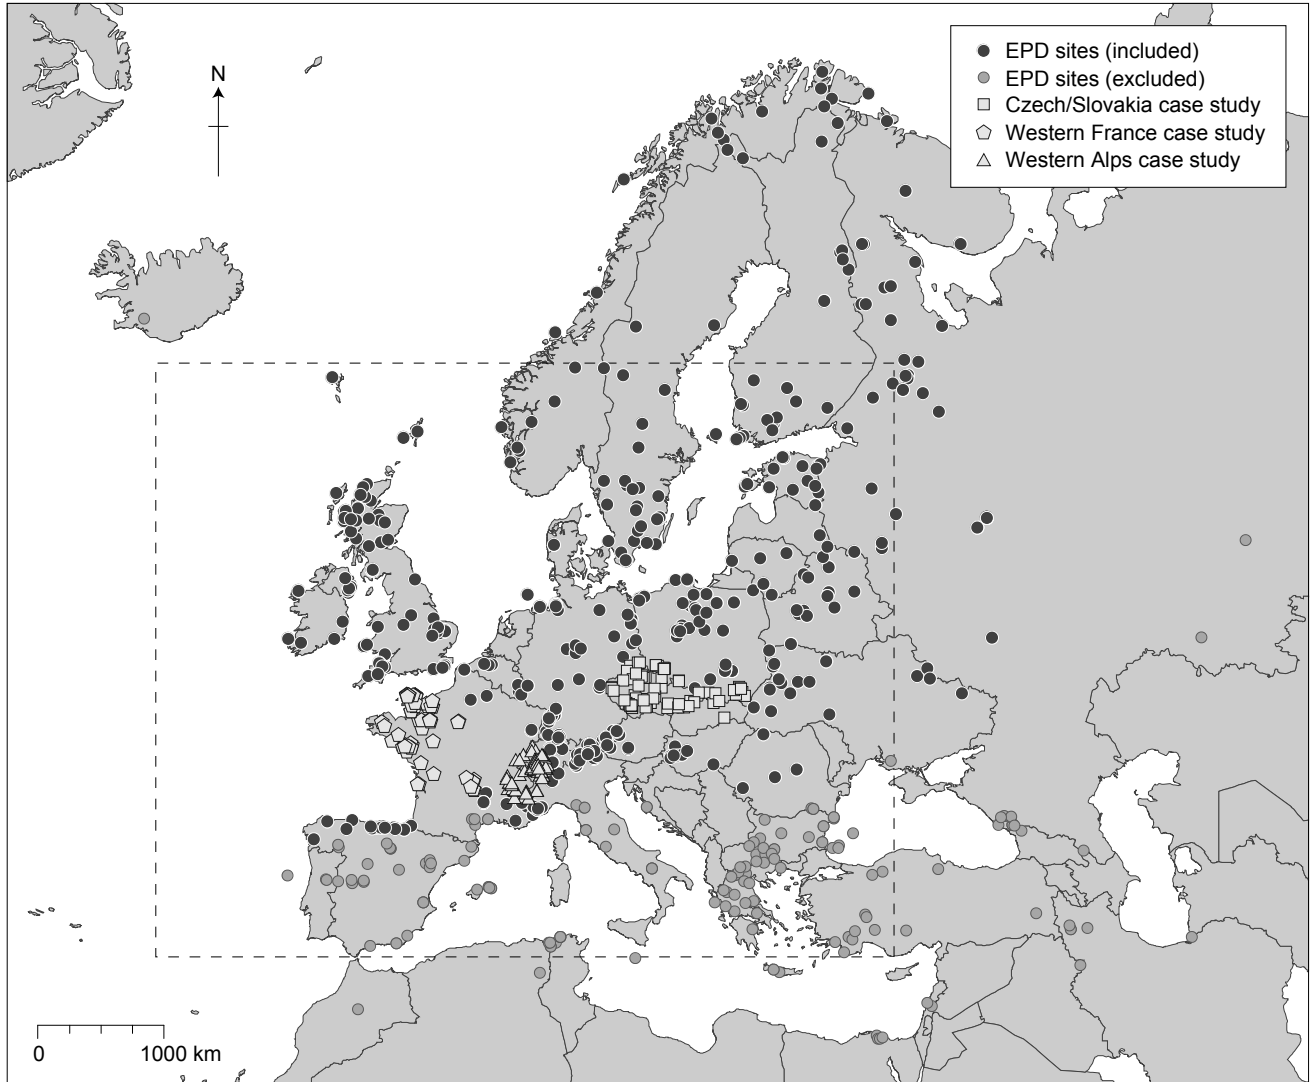 N
EPD sites (included)
EPD sites (excluded)
Czech/Slovakia case study
Western France case study
Western Alps case study
0 1000 km